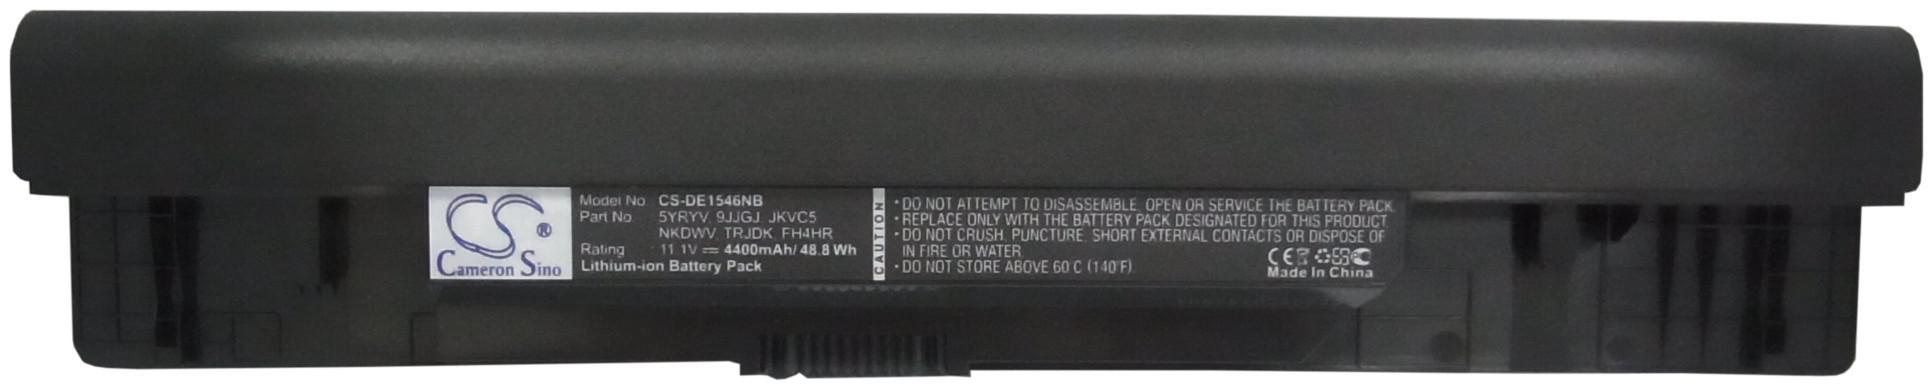 CS ®
Cameron Sino
Model No. CS-DE1546NB
Part No. 5YRYV, 9JJGJ, JKVC5
NKDWV, TRJDK, FH4HR
Rating : 11.1V ⎓ 4400mAh/ 48.8 Wh
Lithium-ion Battery Pack
CAUTION
• DO NOT ATTEMPT TO DISASSEMBLE, OPEN OR SERVICE THE BATTERY PACK.
• REPLACE ONLY WITH THE BATTERY PACK DESIGNATED FOR THIS PRODUCT.
• DO NOT CRUSH, PUNCTURE, SHORT EXTERNAL CONTACTS OR DISPOSE OF
IN FIRE OR WATER.
• DO NOT STORE ABOVE 60°C (140°F).
CE
Made In China